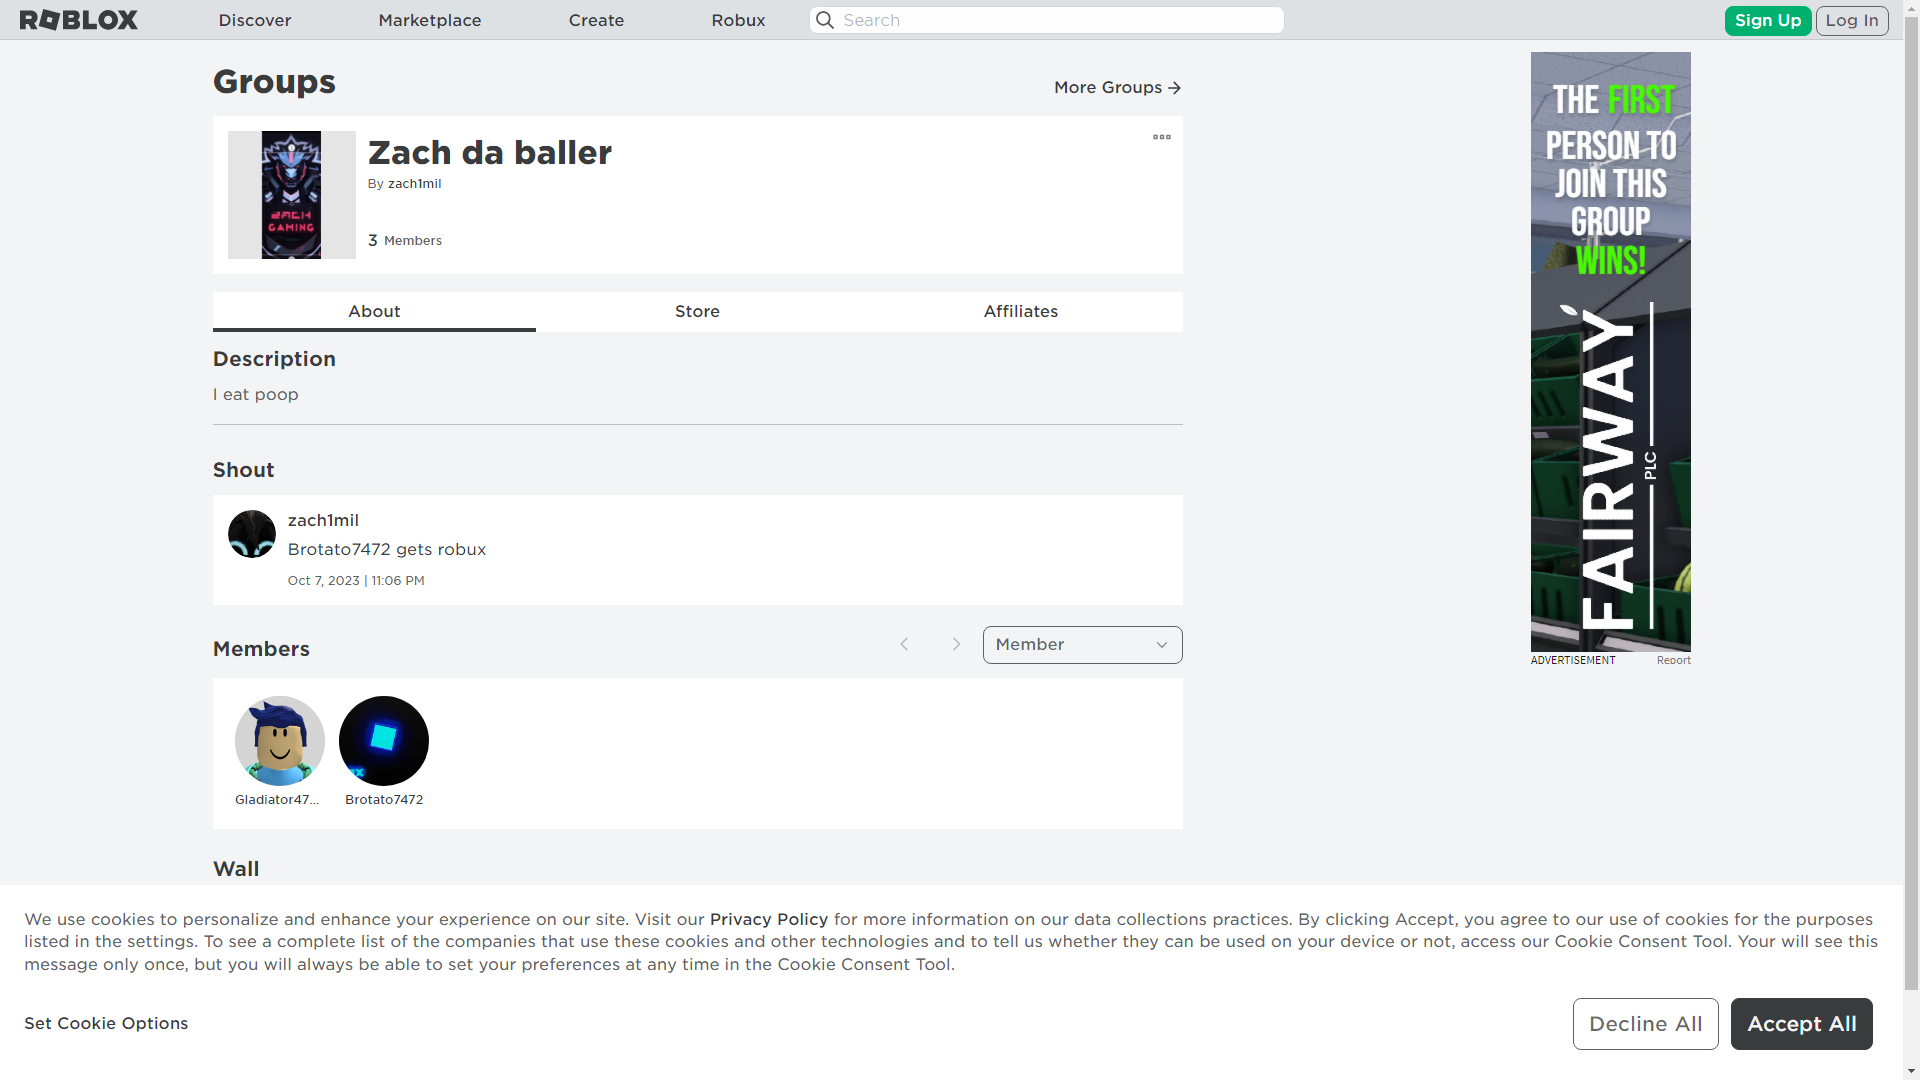 ROBLOX
Discover
Marketplace
Create
Robux
Search
Sign Up
Log In
Groups
More Groups
Zach da baller
By zach1mil
3 Members
ZACH
GAMING
About
Store
Affiliates
Description
I eat poop
Shout
zach1mil
Brotato7472 gets robux
Oct 7, 2023 | 11:06 PM
Members
Member
Gladiator47...
Brotato7472
Wall
THE FIRST
PERSON TO
JOIN THIS
GROUP
WINS!
FAIRWAY
PLC
ADVERTISEMENT
Report
We use cookies to personalize and enhance your experience on our site. Visit our Privacy Policy for more information on our data collections practices. By clicking Accept, you agree to our use of cookies for the purposes
listed in the settings. To see a complete list of the companies that use these cookies and other technologies and to tell us whether they can be used on your device or not, access our Cookie Consent Tool. Your will see this
message only once, but you will always be able to set your preferences at any time in the Cookie Consent Tool.
Set Cookie Options
Decline All
Accept All